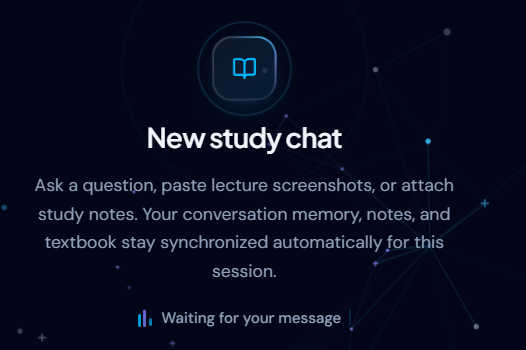 New study chat
Ask a question, paste lecture screenshots, or attach
study notes. Your conversation memory, notes, and
textbook stay synchronized automatically for this
session.
Waiting for your message